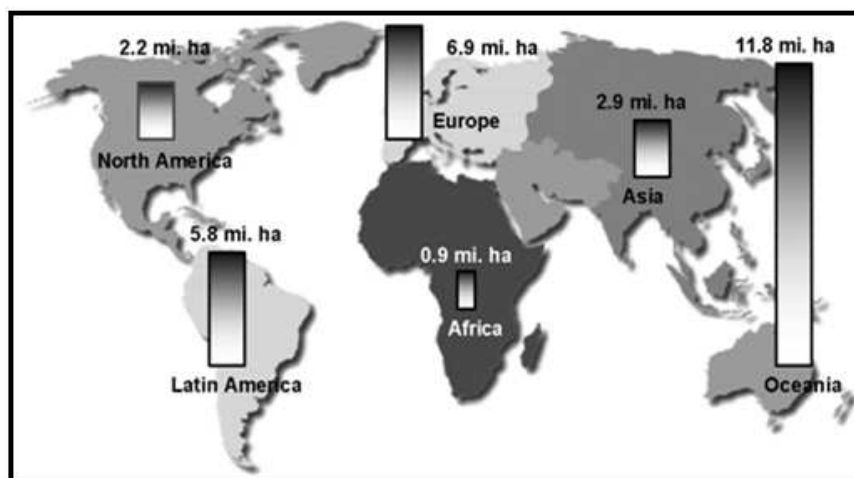 2.2 mi. ha
6.9 mi. ha
11.8 mi. ha
2.9 mi. ha
Europe
North America
Asia
5.8 mi. ha
0.9 mi. ha
Africa
Latin America
Oceania